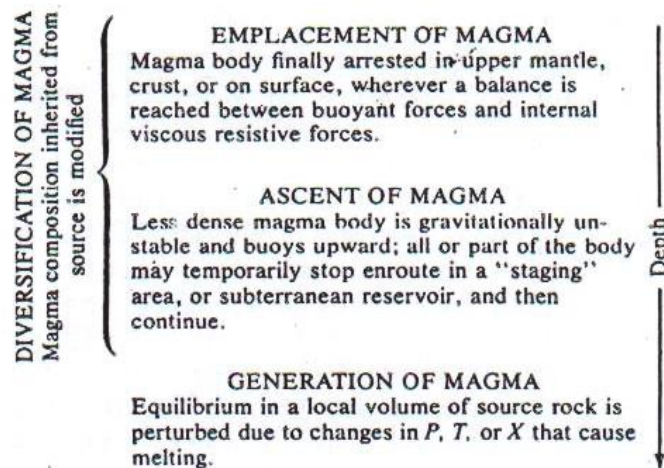 DIVERSIFICATION OF MAGMA
Magma composition inherited from
source is modified
EMPLACEMENT OF MAGMA
Magma body finally arrested in upper mantle,
crust, or on surface, wherever a balance is
reached between buoyant forces and internal
viscous resistive forces.
ASCENT OF MAGMA
Less dense magma body is gravitationally un-
stable and buoys upward; all or part of the body
may temporarily stop enroute in a "staging"
area, or subterranean reservoir, and then
continue.
GENERATION OF MAGMA
Equilibrium in a local volume of source rock is
perturbed due to changes in P, T, or X that cause
melting.
Depth